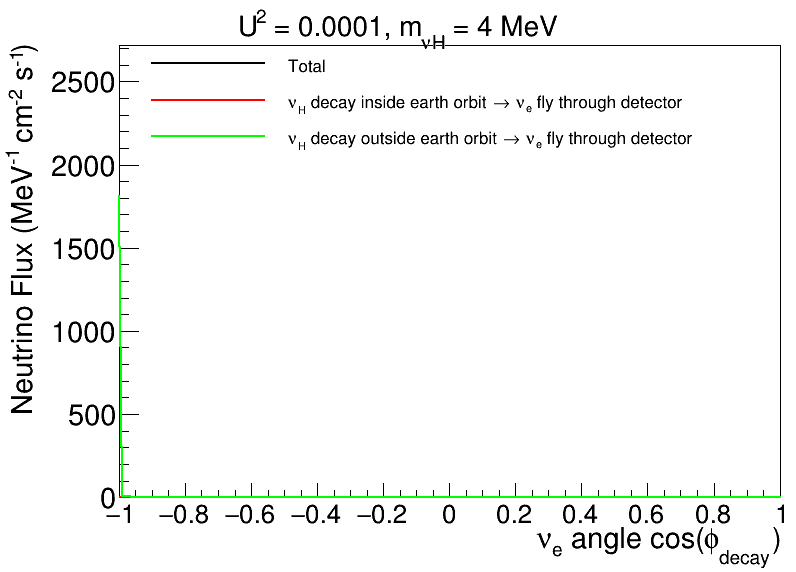 U² = 0.0001, m_νH = 4 MeV
Total
ν_H decay inside earth orbit → ν_e fly through detector
ν_H decay outside earth orbit → ν_e fly through detector
Neutrino Flux (MeV⁻¹ cm⁻² s⁻¹)
2500
2000
1500
1000
500
0
−1 −0.8 −0.6 −0.4 −0.2 0 0.2 0.4 0.6 0.8 1
ν_e angle cos(ϕ_decay)